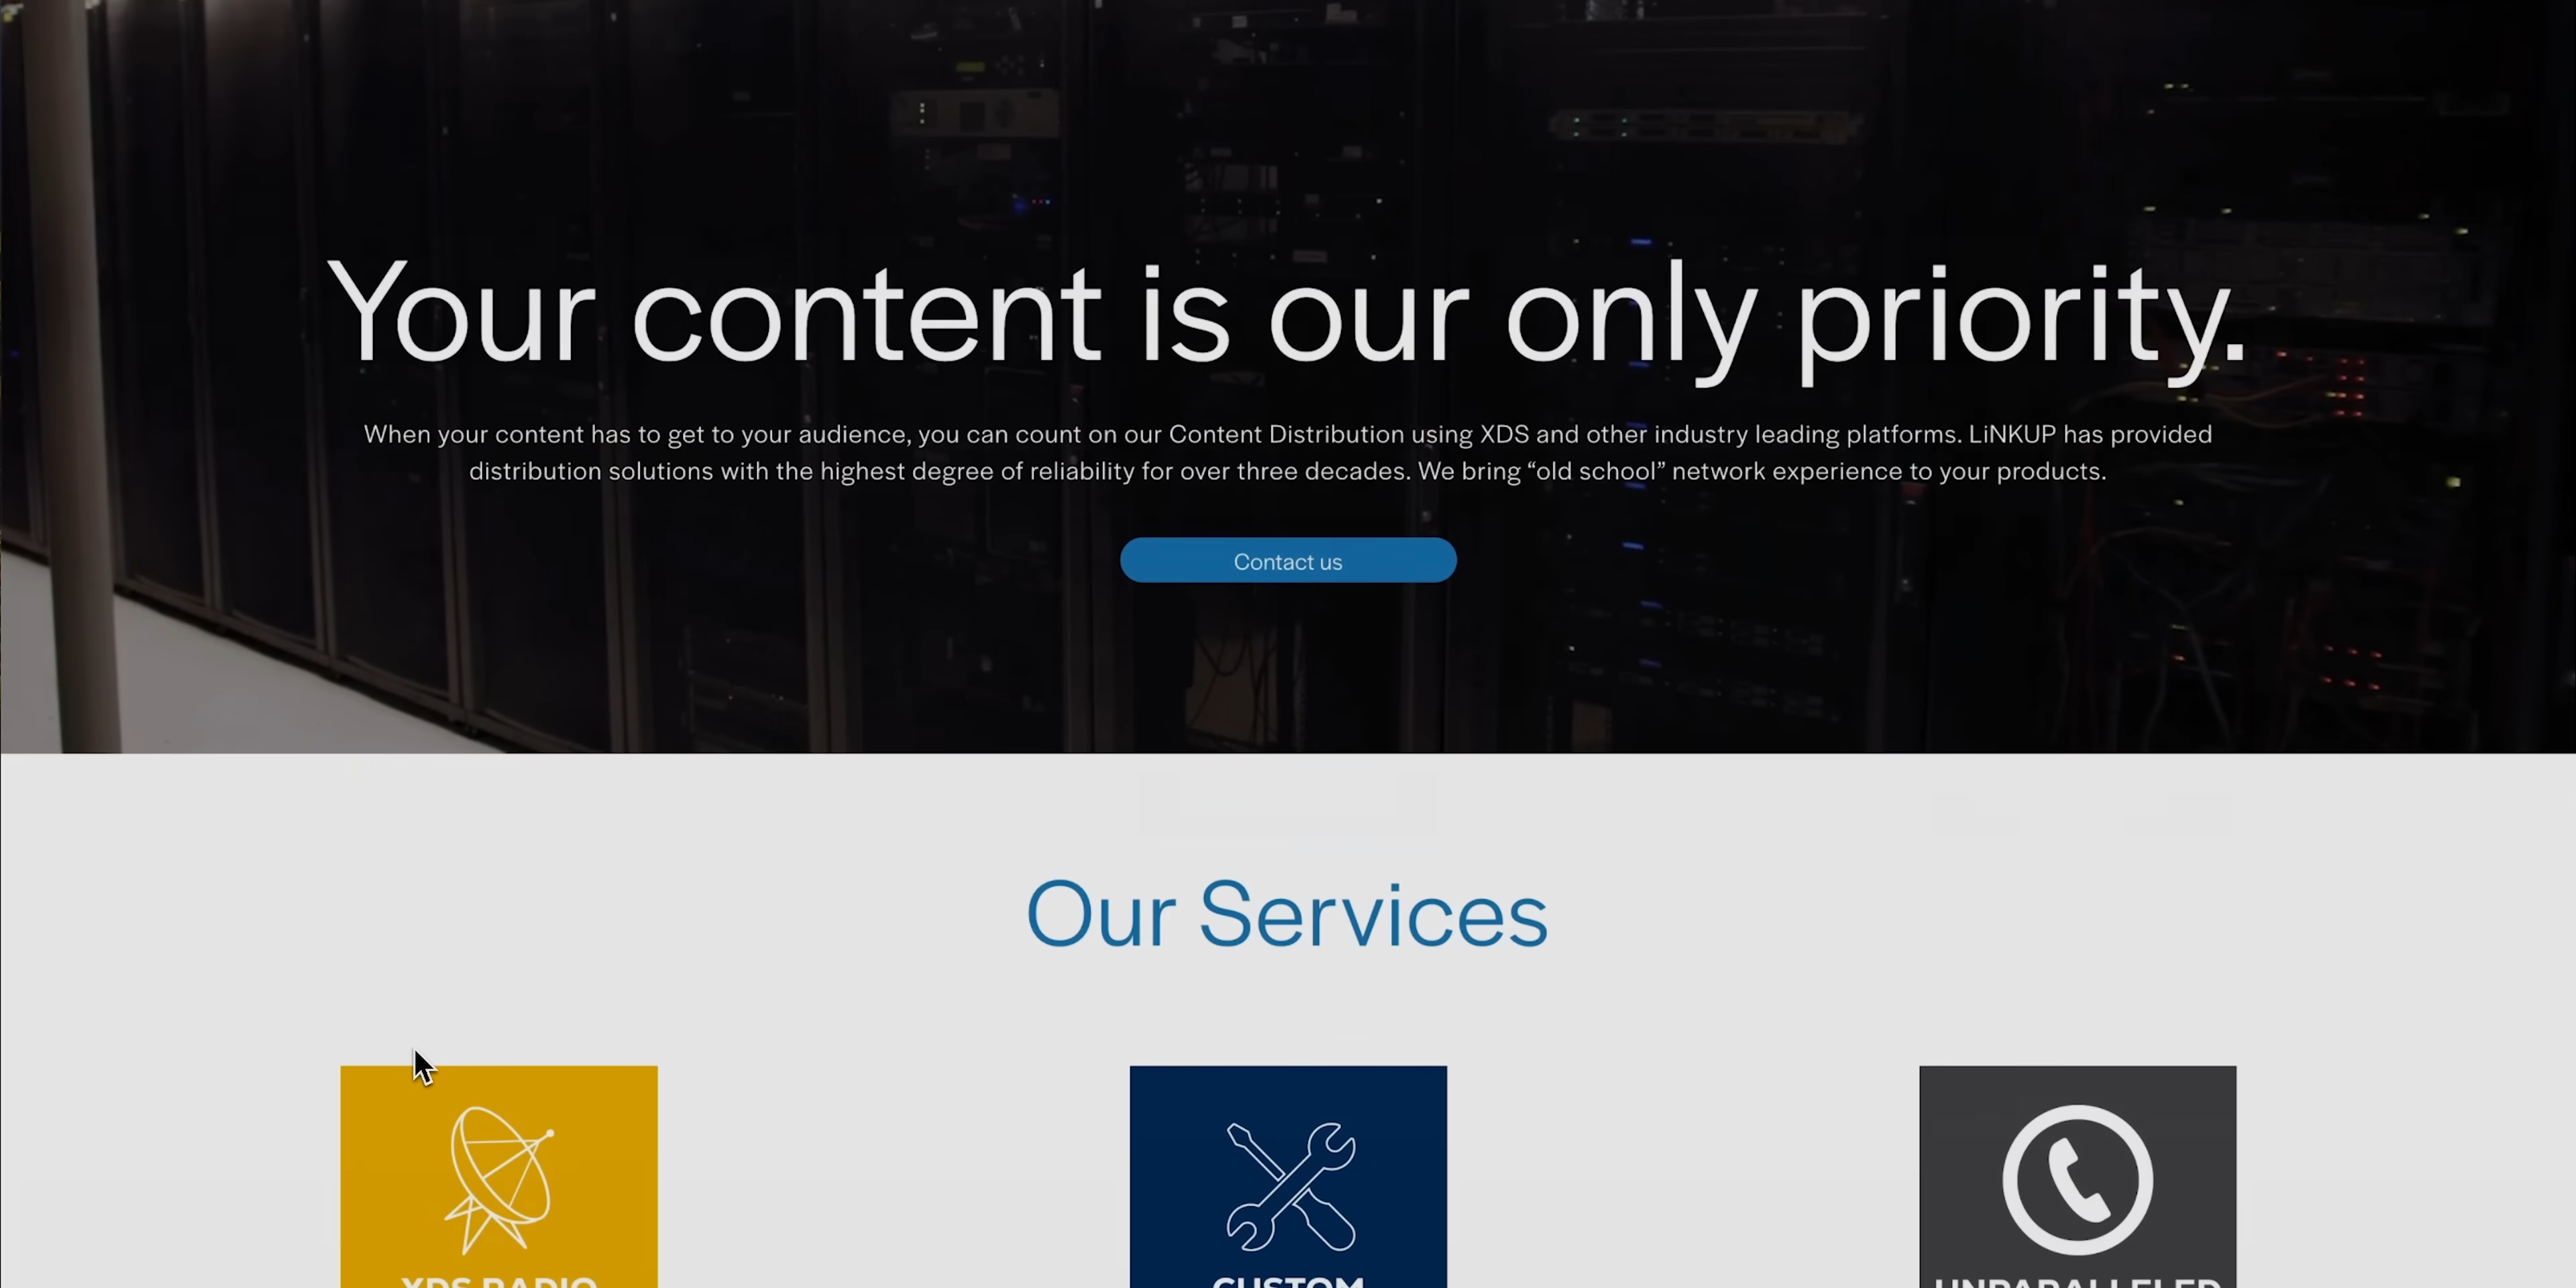 Your content is our only priority.
When your content has to get to your audience, you can count on our Content Distribution using XDS and other industry leading platforms. LiNKUP has provided
distribution solutions with the highest degree of reliability for over three decades. We bring “old school” network experience to your products.
Contact us
Our Services
XDS RADIO
CUSTOM
UNPARALLELED